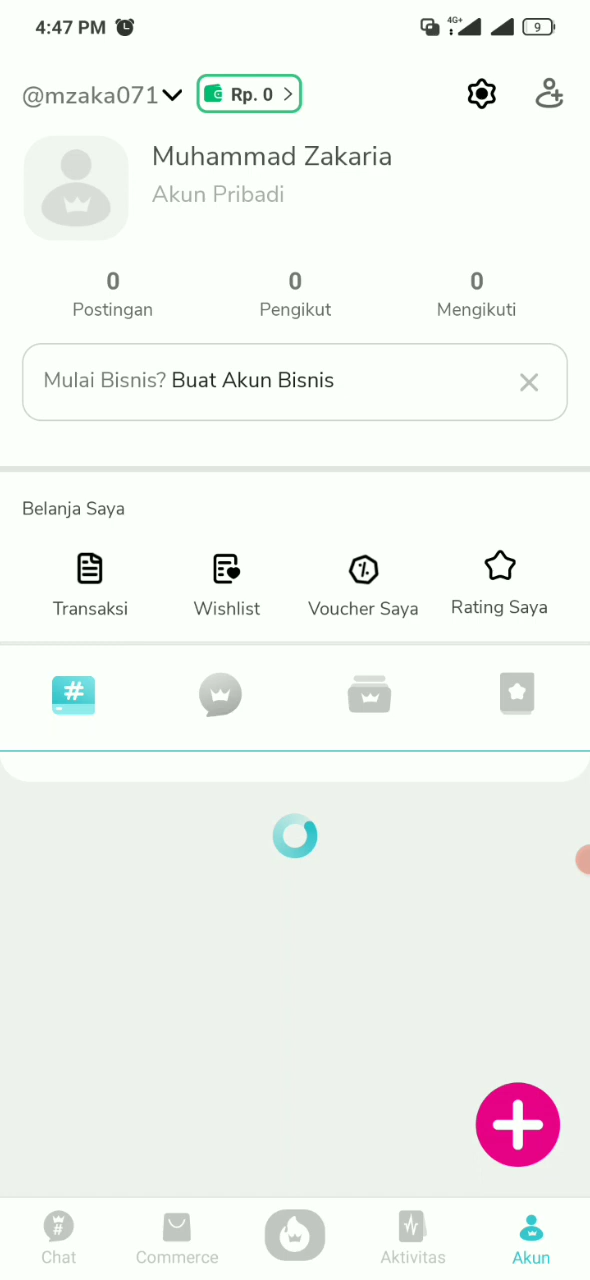 4:47 PM
4G+
9
@mzaka071
Rp. 0
Muhammad Zakaria
Akun Pribadi
0 0 0
Postingan Pengikut Mengikuti
Mulai Bisnis? Buat Akun Bisnis
Belanja Saya
Transaksi Wishlist Voucher Saya Rating Saya
#
#
Chat Commerce Aktivitas Akun